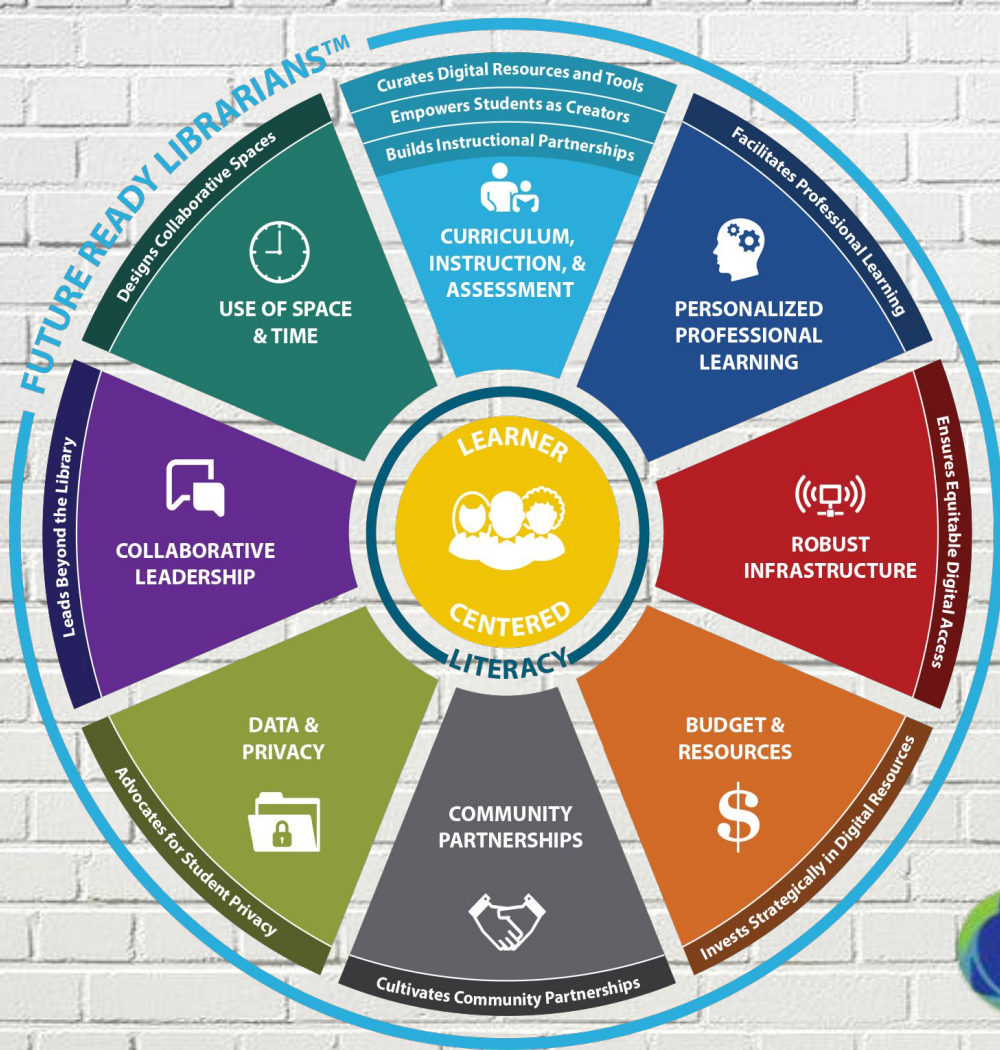 FUTURE READY LIBRARIANS™
Curates Digital Resources and Tools
Empowers Students as Creators
Builds Instructional Partnerships
CURRICULUM,
INSTRUCTION, &
ASSESSMENT
Facilitates Professional Learning
PERSONALIZED
PROFESSIONAL
LEARNING
Ensures Equitable Digital Access
ROBUST
INFRASTRUCTURE
Invests Strategically in Digital Resources
BUDGET &
RESOURCES
$
COMMUNITY
PARTNERSHIPS
Cultivates Community Partnerships
DATA &
PRIVACY
Advocates for Student Privacy
Leads Beyond the Library
COLLABORATIVE
LEADERSHIP
Designs Collaborative Spaces
USE OF SPACE
& TIME
LEARNER
CENTERED
LITERACY